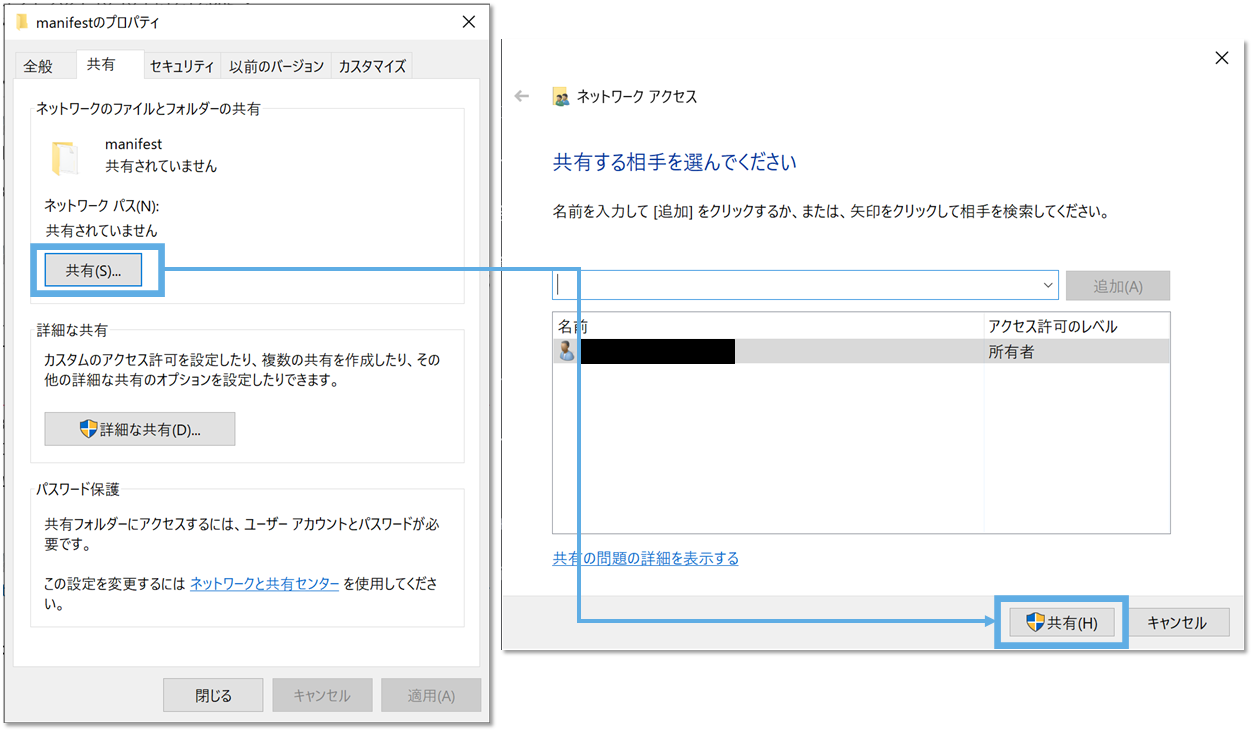 manifestのプロパティ
全般
共有
セキュリティ
以前のバージョン
カスタマイズ
ネットワークのファイルとフォルダーの共有
manifest
共有されていません
ネットワーク パス(N):
共有されていません
共有(S)...
詳細な共有
カスタムのアクセス許可を設定したり、複数の共有を作成したり、その
他の詳細な共有のオプションを設定したりできます。
詳細な共有(D)...
パスワード保護
共有フォルダーにアクセスするには、ユーザー アカウントとパスワードが必
要です。
この設定を変更するには ネットワークと共有センター を使用してくださ
い。
閉じる
キャンセル
適用(A)
ネットワーク アクセス
共有する相手を選んでください
名前を入力して [追加] をクリックするか、または、矢印をクリックして相手を検索してください。
追加(A)
名前
アクセス許可のレベル
所有者
共有の問題の詳細を表示する
共有(H)
キャンセル